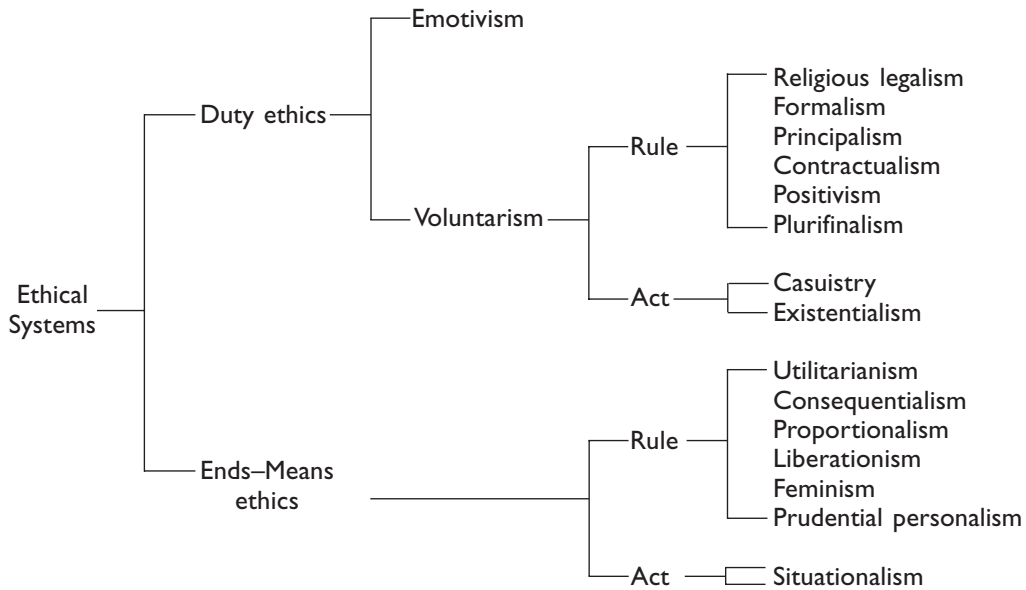 Ethical
Systems
Duty ethics
Emotivism
Voluntarism
Rule
Religious legalism
Formalism
Principalism
Contractualism
Positivism
Plurifinalism
Act
Casuistry
Existentialism
Ends–Means
ethics
Rule
Utilitarianism
Consequentialism
Proportionalism
Liberationism
Feminism
Prudential personalism
Act
Situationalism